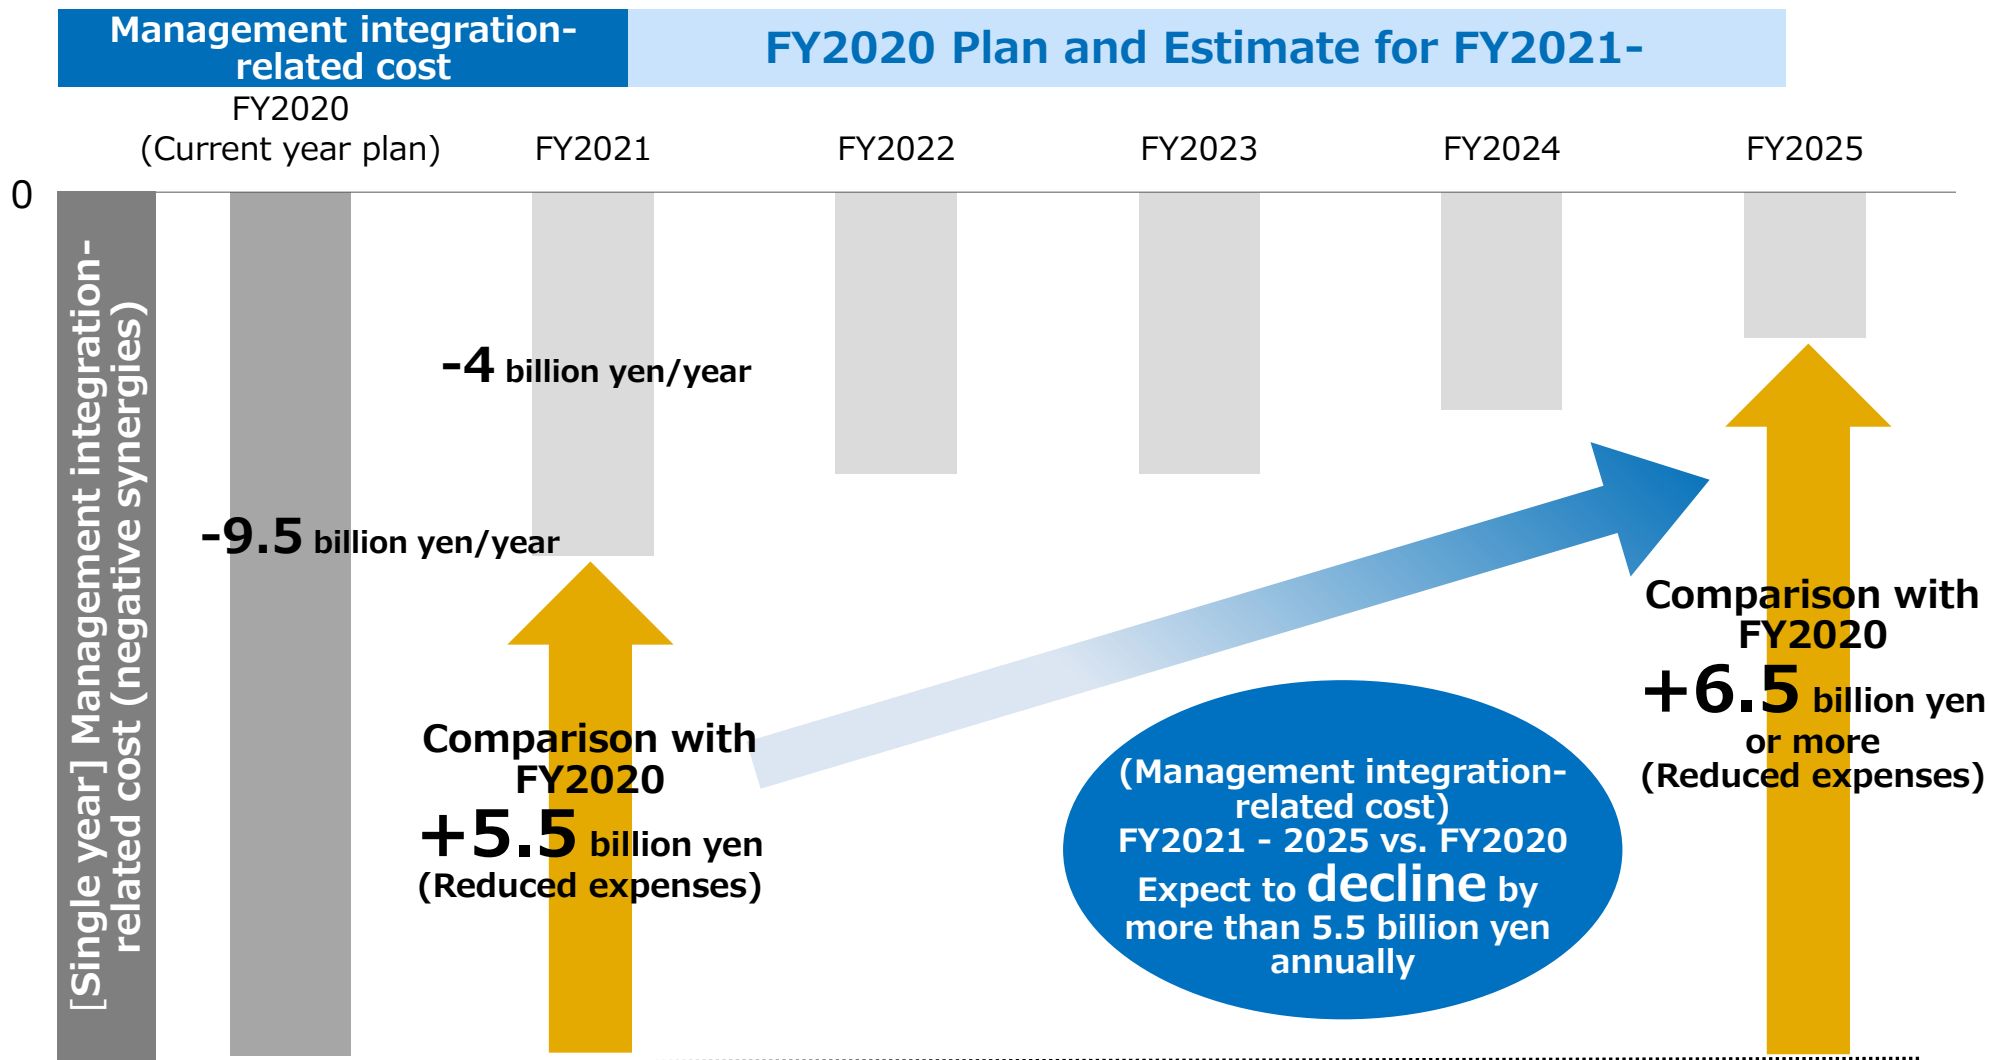 Management integration-
related cost
FY2020 Plan and Estimate for FY2021-
FY2020
(Current year plan)
FY2021
FY2022
FY2023
FY2024
FY2025
0
[Single year] Management integration-
related cost (negative synergies)
-4 billion yen/year
-9.5 billion yen/year
Comparison with
FY2020
+5.5 billion yen
(Reduced expenses)
(Management integration-
related cost)
FY2021 - 2025 vs. FY2020
Expect to decline by
more than 5.5 billion yen
annually
Comparison with
FY2020
+6.5 billion yen
or more
(Reduced expenses)